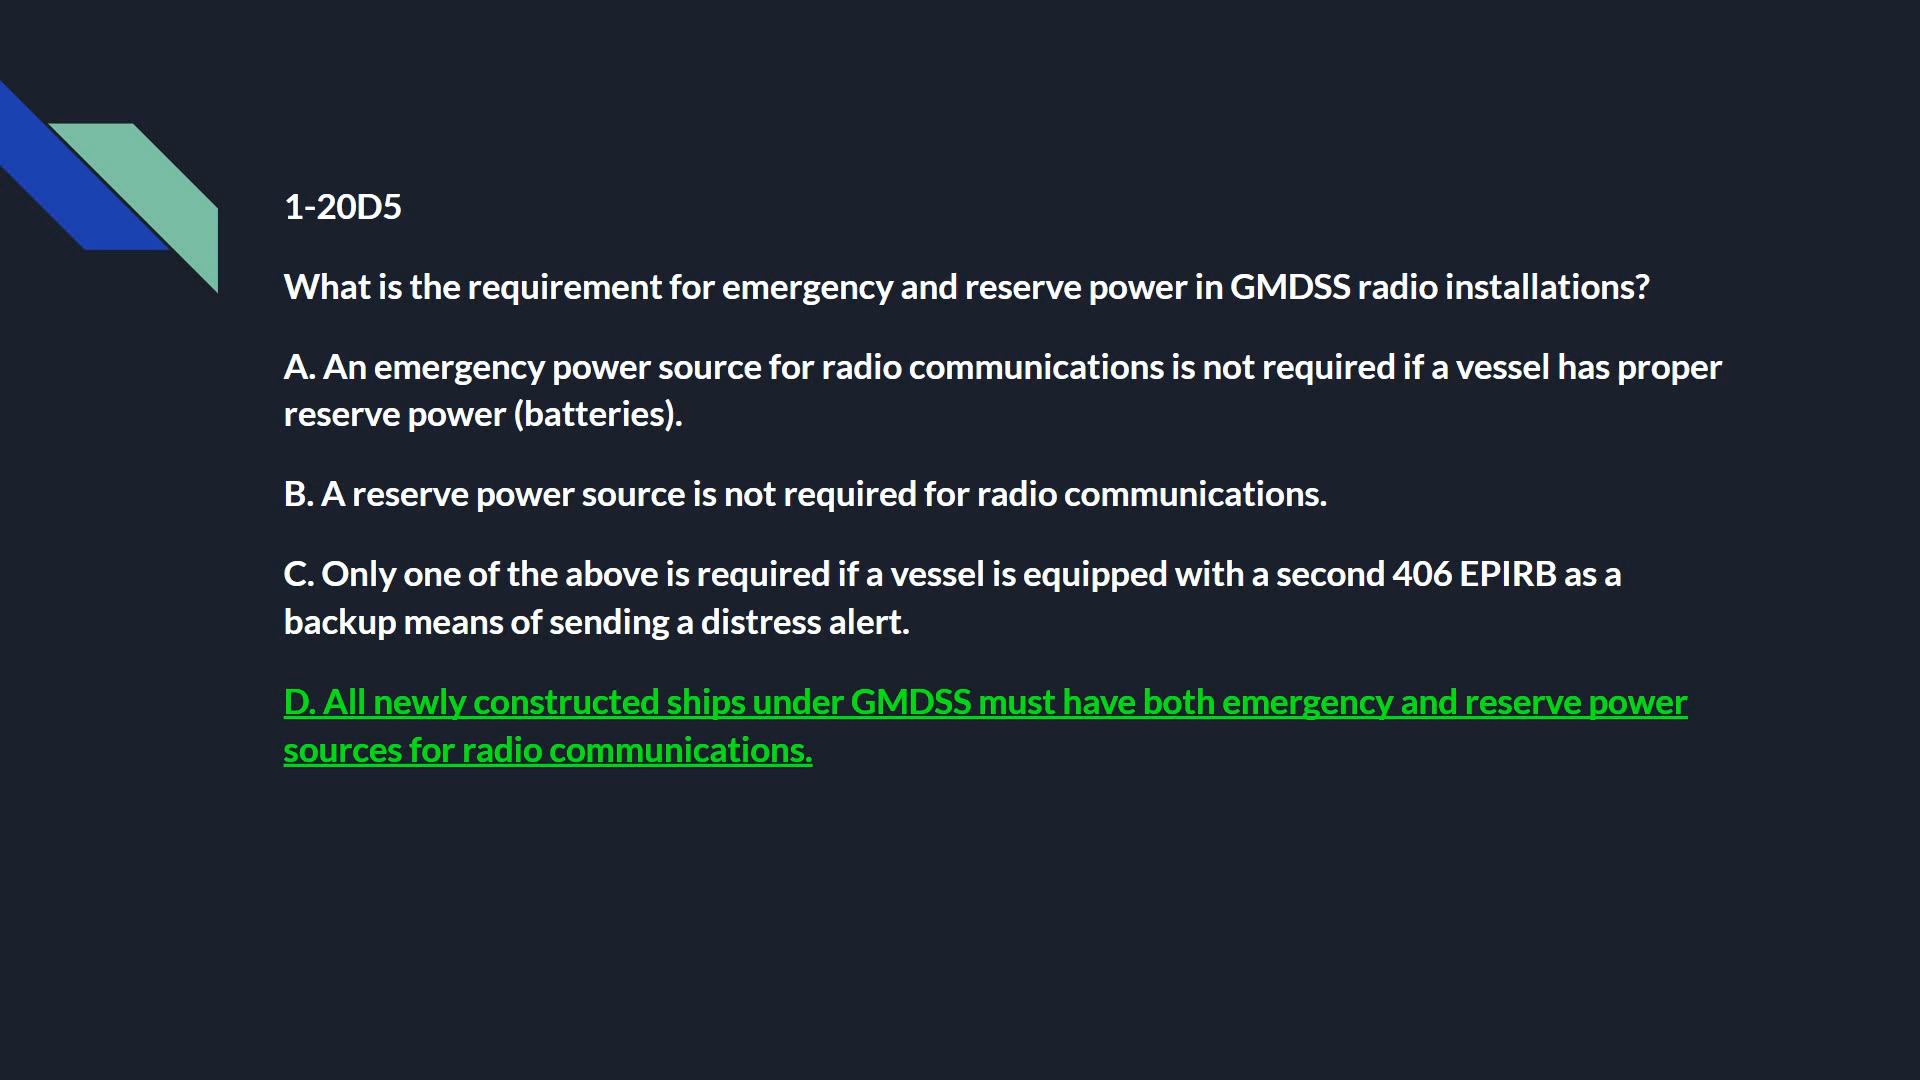 1-20D5
What is the requirement for emergency and reserve power in GMDSS radio installations?
A. An emergency power source for radio communications is not required if a vessel has proper
reserve power (batteries).
B. A reserve power source is not required for radio communications.
C. Only one of the above is required if a vessel is equipped with a second 406 EPIRB as a
backup means of sending a distress alert.
D. All newly constructed ships under GMDSS must have both emergency and reserve power
sources for radio communications.